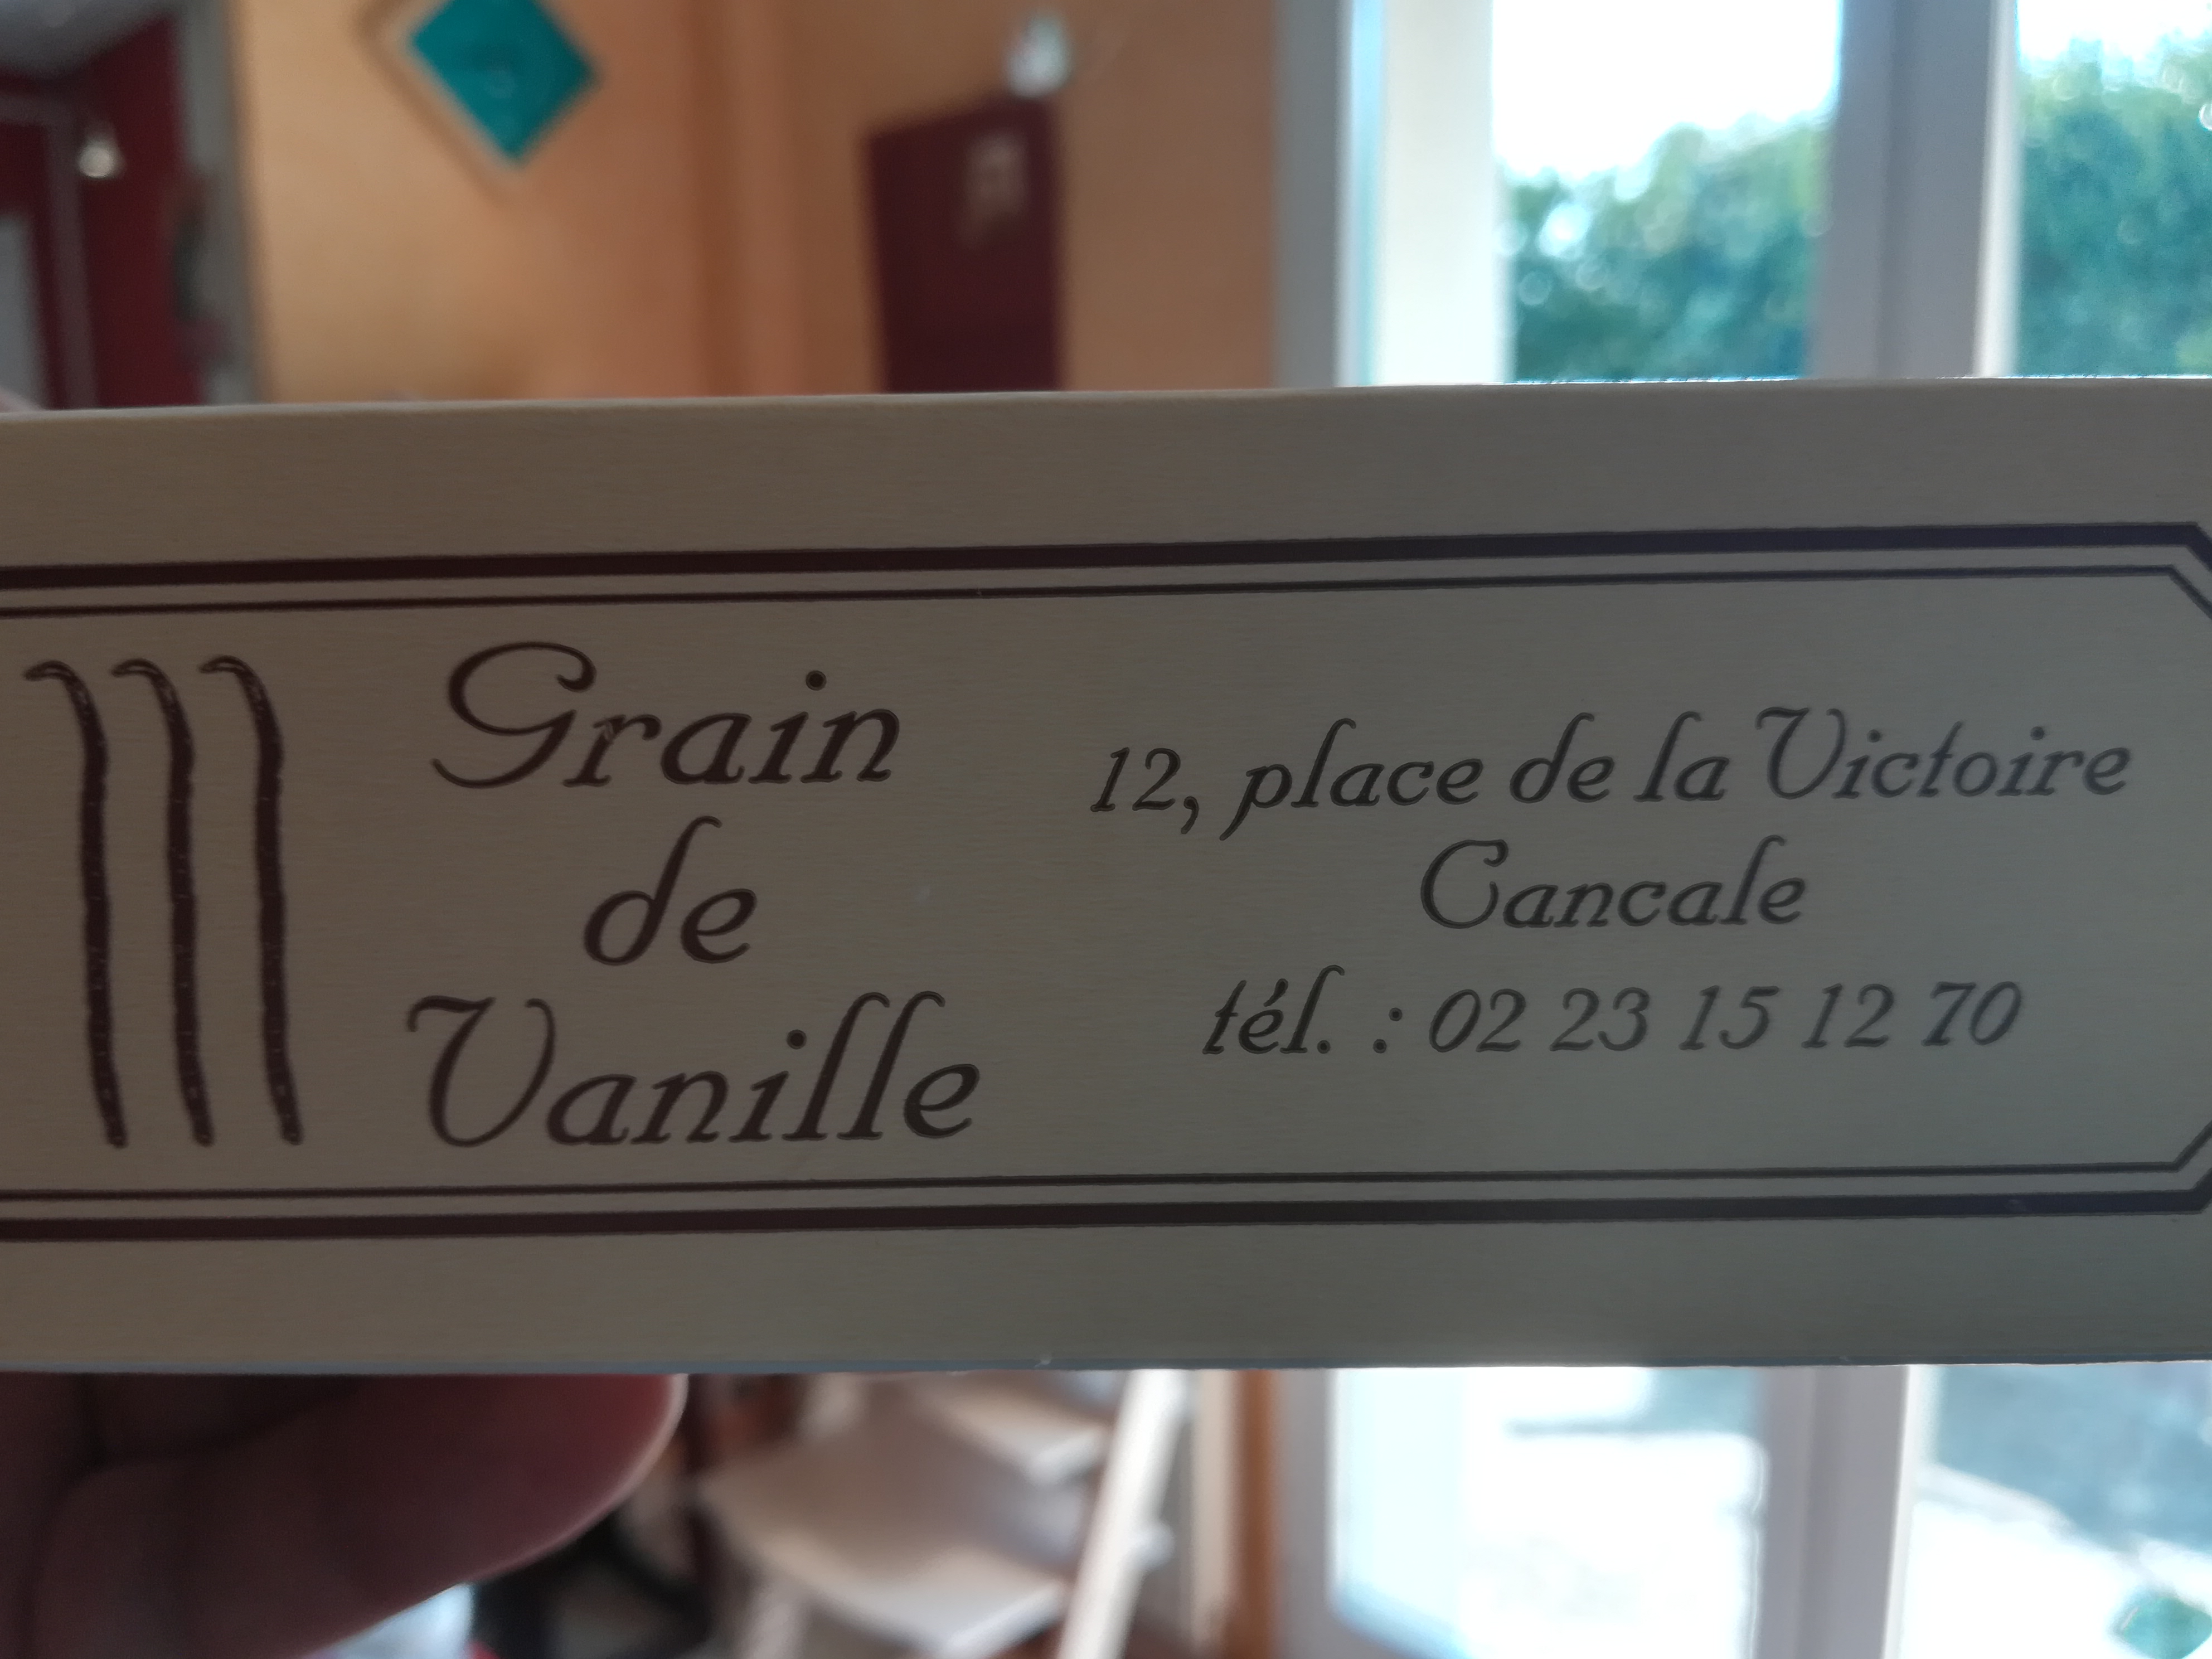 Grain
de
Vanille
12, place de la Victoire
Cancale
tél. : 02 23 15 12 70